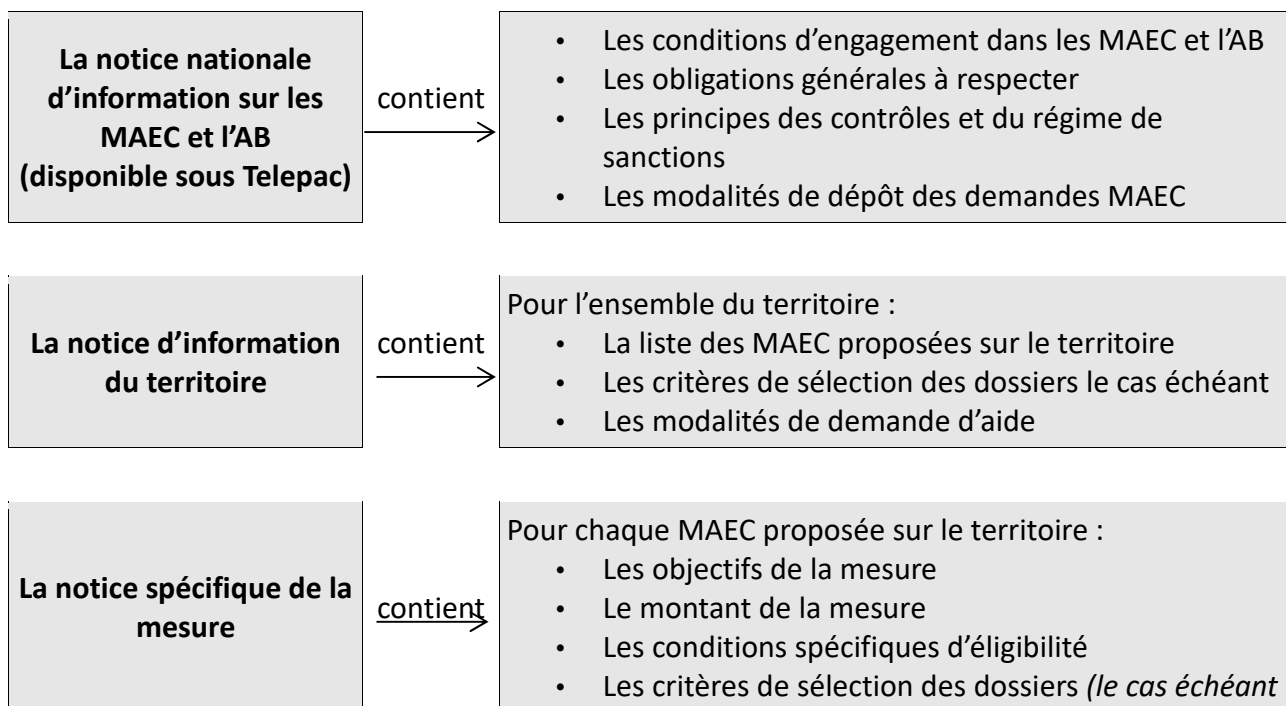 La notice nationale
d’information sur les
MAEC et l’AB
(disponible sous Telepac)
contient
• Les conditions d’engagement dans les MAEC et l’AB
• Les obligations générales à respecter
• Les principes des contrôles et du régime de
sanctions
• Les modalités de dépôt des demandes MAEC
La notice d’information
du territoire
contient
Pour l’ensemble du territoire :
• La liste des MAEC proposées sur le territoire
• Les critères de sélection des dossiers le cas échéant
• Les modalités de demande d’aide
La notice spécifique de la
mesure
contient
Pour chaque MAEC proposée sur le territoire :
• Les objectifs de la mesure
• Le montant de la mesure
• Les conditions spécifiques d’éligibilité
• Les critères de sélection des dossiers (le cas échéant